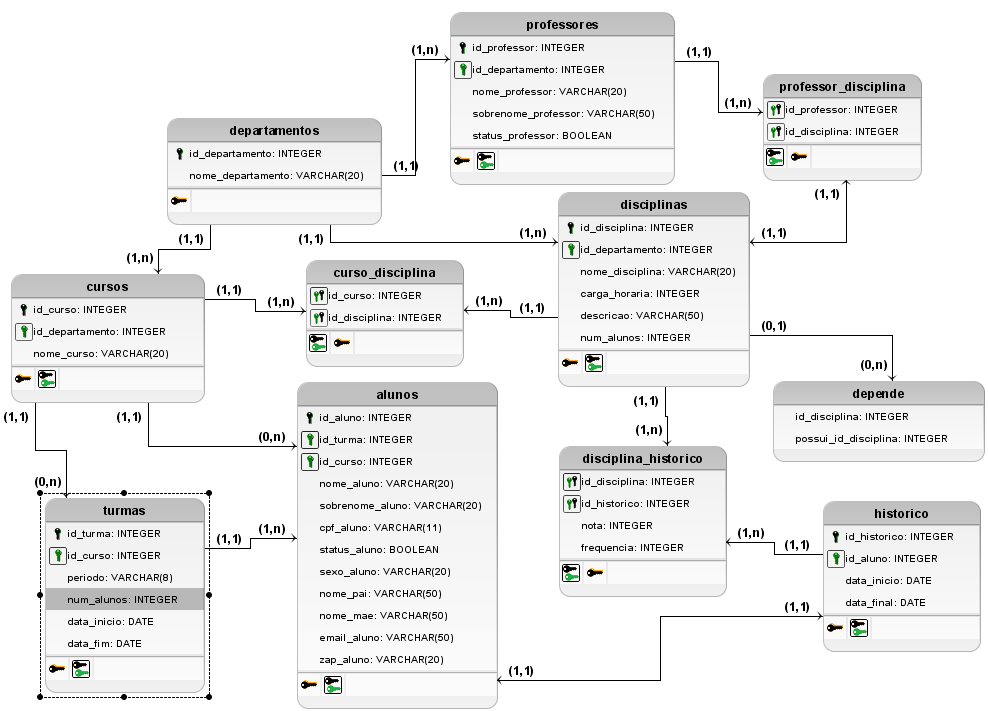 professores
id_professor: INTEGER
id_departamento: INTEGER
nome_professor: VARCHAR(20)
sobrenome_professor: VARCHAR(50)
status_professor: BOOLEAN
(1,n)
(1,1)
professor_disciplina
id_professor: INTEGER
id_disciplina: INTEGER
(1,n)
(1,1)
departamentos
id_departamento: INTEGER
nome_departamento: VARCHAR(20)
(1,1)
(1,1)
(1,n)
(1,1)
(1,n)
disciplinas
id_disciplina: INTEGER
id_departamento: INTEGER
nome_disciplina: VARCHAR(20)
carga_horaria: INTEGER
descricao: VARCHAR(50)
num_alunos: INTEGER
(1,1)
cursos
id_curso: INTEGER
id_departamento: INTEGER
nome_curso: VARCHAR(20)
(1,1)
(1,n)
curso_disciplina
id_curso: INTEGER
id_disciplina: INTEGER
(1,n)
(1,1)
(0,1)
(0,n)
depende
id_disciplina: INTEGER
possui_id_disciplina: INTEGER
(1,1)
(1,1)
(0,n)
(0,n)
alunos
id_aluno: INTEGER
id_turma: INTEGER
id_curso: INTEGER
nome_aluno: VARCHAR(20)
sobrenome_aluno: VARCHAR(20)
cpf_aluno: VARCHAR(11)
status_aluno: BOOLEAN
sexo_aluno: VARCHAR(20)
nome_pai: VARCHAR(50)
nome_mae: VARCHAR(50)
email_aluno: VARCHAR(50)
zap_aluno: VARCHAR(20)
(1,1)
(1,n)
disciplina_historico
id_disciplina: INTEGER
id_historico: INTEGER
nota: INTEGER
frequencia: INTEGER
(1,n)
(1,1)
historico
id_historico: INTEGER
id_aluno: INTEGER
data_inicio: DATE
data_final: DATE
(1,1)
(1,1)
turmas
id_turma: INTEGER
id_curso: INTEGER
periodo: VARCHAR(8)
num_alunos: INTEGER
data_inicio: DATE
data_fim: DATE
(1,1)
(1,n)